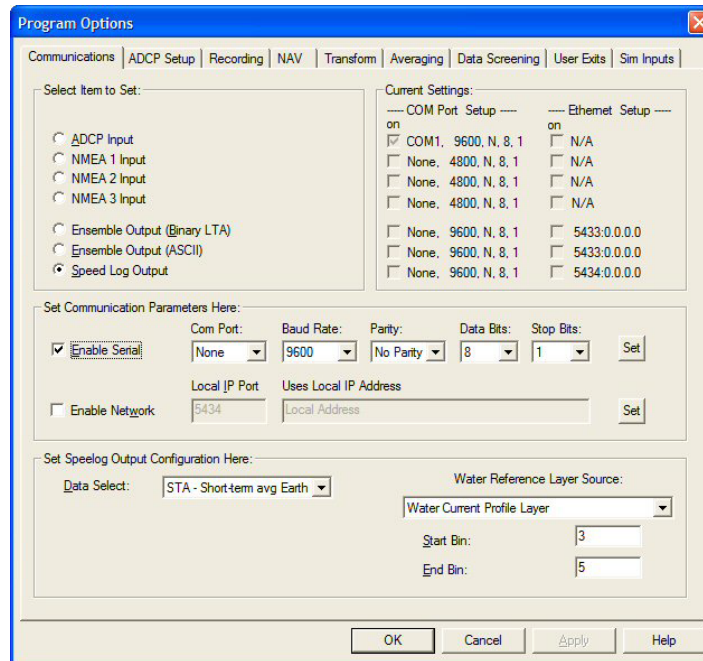 Program Options
Communications ADCP Setup Recording NAV Transform Averaging Data Screening User Exits Sim Inputs
Select Item to Set:
ADCP Input
NMEA 1 Input
NMEA 2 Input
NMEA 3 Input
Ensemble Output (Binary LTA)
Ensemble Output (ASCII)
Speed Log Output
Current Settings:
----- COM Port Setup ----- ----- Ethernet Setup -----
on on
COM1, 9600, N, 8, 1 N/A
None, 4800, N, 8, 1 N/A
None, 4800, N, 8, 1 N/A
None, 4800, N, 8, 1 N/A
None, 9600, N, 8, 1 5433:0.0.0.0
None, 9600, N, 8, 1 5433:0.0.0.0
None, 9600, N, 8, 1 5434:0.0.0.0
Set Communication Parameters Here:
Com Port: Baud Rate: Parity: Data Bits: Stop Bits:
Enable Serial None 9600 No Parity 8 1 Set
Local IP Port Uses Local IP Address
Enable Network 5434 Local Address Set
Set Speelog Output Configuration Here:
Data Select: STA - Short-term avg Earth
Water Reference Layer Source:
Water Current Profile Layer
Start Bin: 3
End Bin: 5
OK Cancel Apply Help